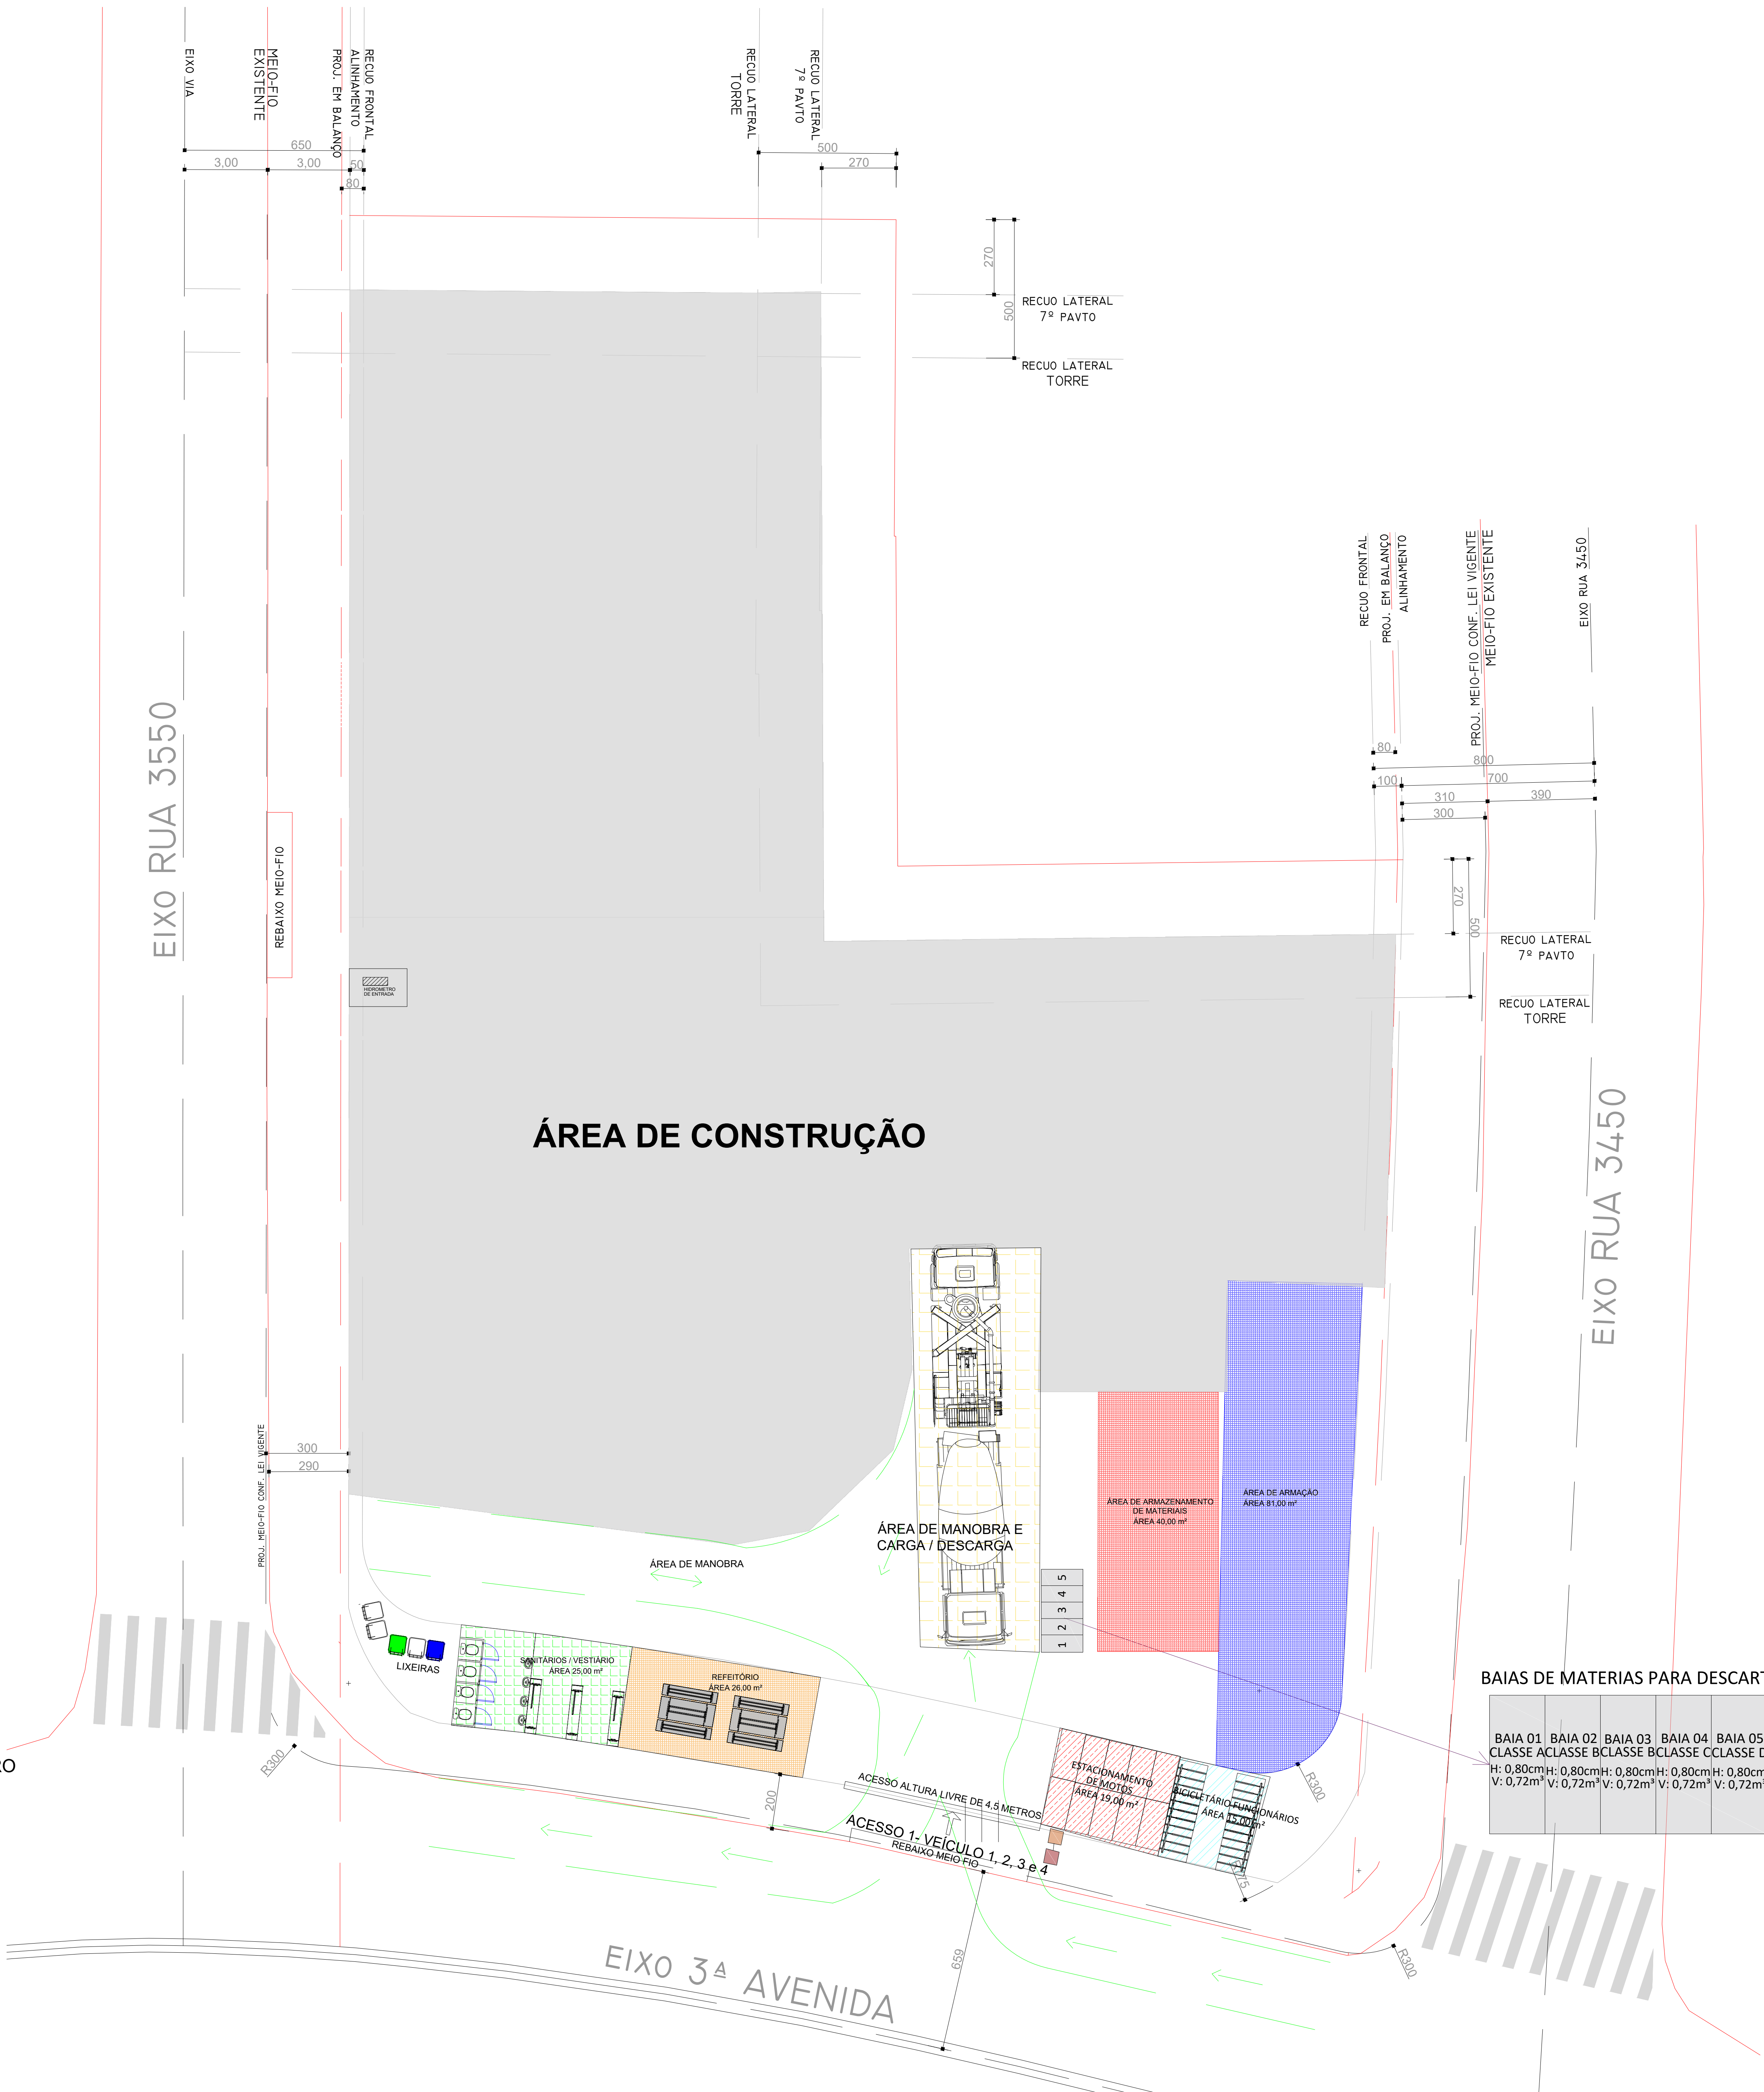 EIXO VIA
MEIO-FIO
EXISTENTE
PROJ. EM BALANÇO
ALINHAMENTO
RECUO FRONTAL
RECUO LATERAL
TORRE
RECUO LATERAL
7º PAVTO
650
3,00
3,00
50
80
500
270
270
500
RECUO LATERAL
7º PAVTO
RECUO LATERAL
TORRE
RECUO FRONTAL
PROJ. EM BALANÇO
ALINHAMENTO
PROJ. MEIO-FIO CONF. LEI VIGENTE
MEIO-FIO EXISTENTE
EIXO RUA 3450
80
800
100
700
310
390
300
270
500
RECUO LATERAL
7º PAVTO
RECUO LATERAL
TORRE
EIXO RUA 3550
REBAIXO MEIO-FIO
HIDROMETRO
DE ENTRADA
ÁREA DE CONSTRUÇÃO
EIXO RUA 3450
PROJ. MEIO-FIO CONF. LEI VIGENTE
300
290
ÁREA DE MANOBRA E
CARGA / DESCARGA
ÁREA DE MANOBRA
ÁREA DE ARMAZENAMENTO
DE MATERIAIS
ÁREA 40,00 m²
ÁREA DE ARMAÇÃO
ÁREA 81,00 m²
1 2 3 4 5
LIXEIRAS
SANITÁRIOS / VESTIÁRIO
ÁREA 25,00 m²
REFEITÓRIO
ÁREA 26,00 m²
BAIAS DE MATERIAS PARA DESCART
BAIA 01
CLASSE A
H: 0,80cm
V: 0,72m³
BAIA 02
CLASSE B
H: 0,80cm
V: 0,72m³
BAIA 03
CLASSE B
H: 0,80cm
V: 0,72m³
BAIA 04
CLASSE C
H: 0,80cm
V: 0,72m³
BAIA 05
CLASSE D
H: 0,80cm
V: 0,72m³
RO
R300
200
ACESSO ALTURA LIVRE DE 4,5 METROS
ACESSO 1- VEÍCULO 1, 2, 3 e 4
REBAIXO MEIO FIO
ESTACIONAMENTO
DE MOTOS
ÁREA 19,00 m²
BICICLETÁRIO FUNCIONÁRIOS
ÁREA 15,00m²
R300
659
R300
EIXO 3ª AVENIDA